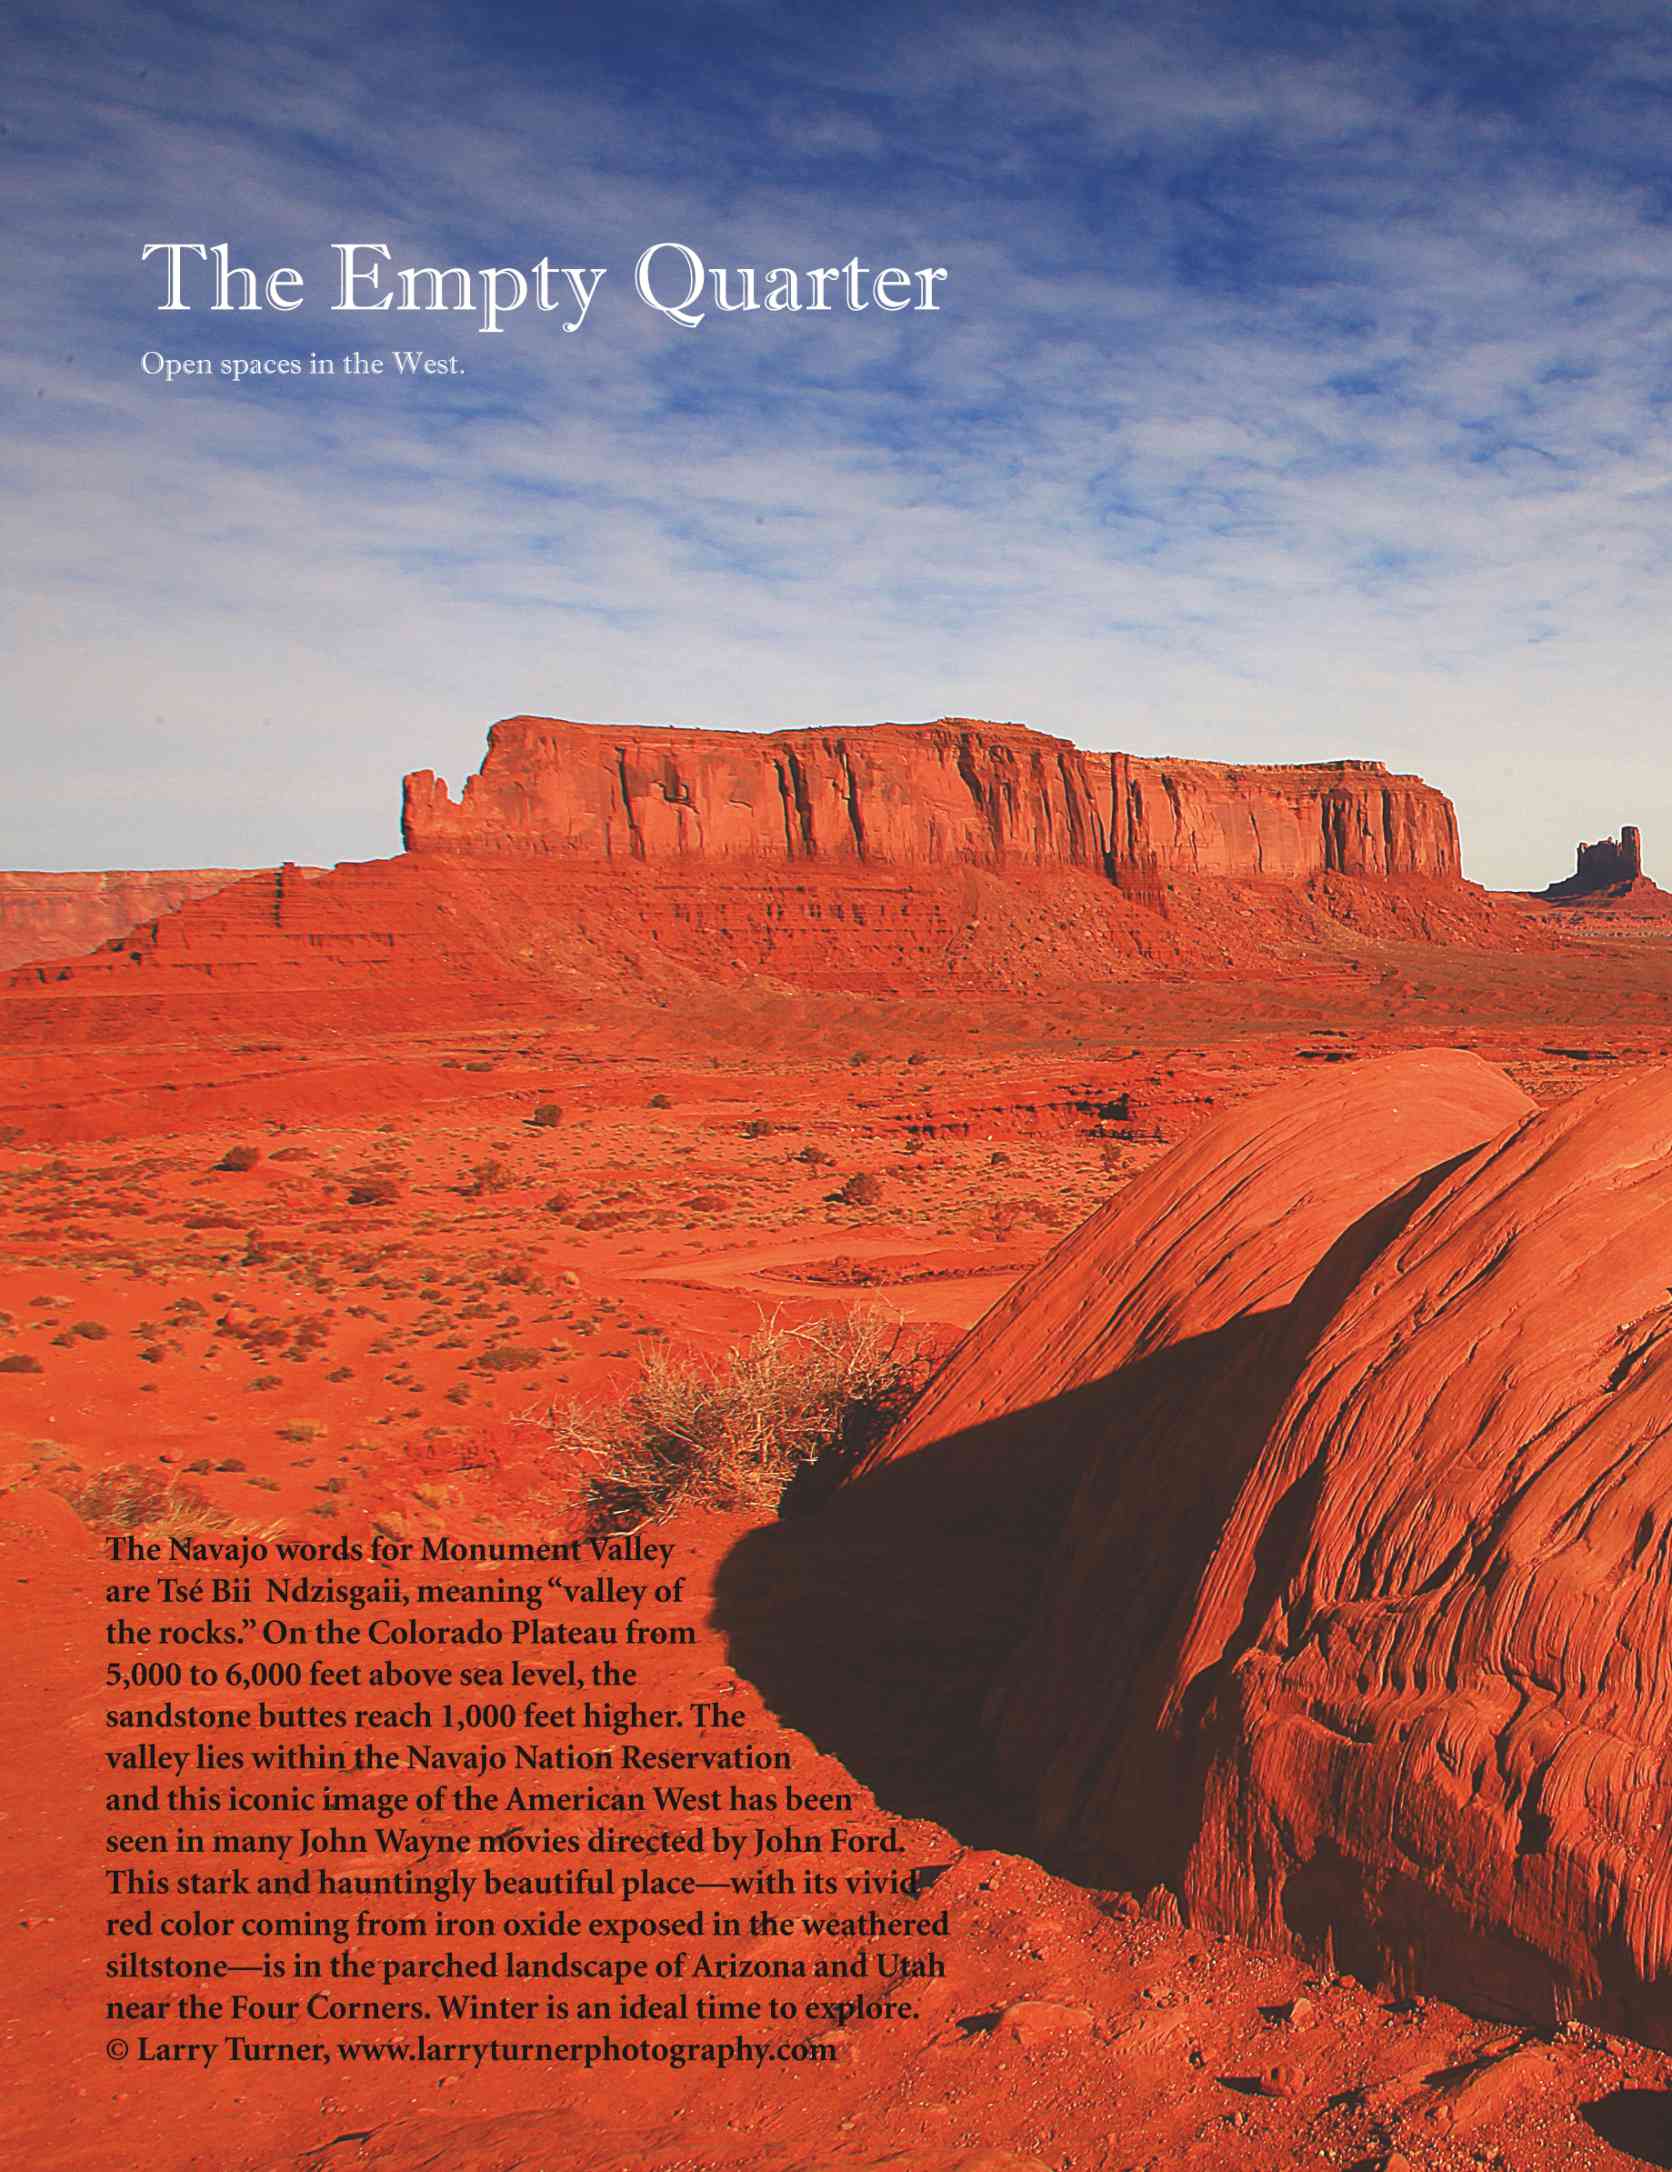 The Empty Quarter
Open spaces in the West.
The Navajo words for Monument Valley
are Tsé Bii  Ndzisgaii, meaning “valley of
the rocks.” On the Colorado Plateau from
5,000 to 6,000 feet above sea level, the
sandstone buttes reach 1,000 feet higher. The
valley lies within the Navajo Nation Reservation
and this iconic image of the American West has been
seen in many John Wayne movies directed by John Ford.
This stark and hauntingly beautiful place—with its vivid
red color coming from iron oxide exposed in the weathered
siltstone—is in the parched landscape of Arizona and Utah
near the Four Corners. Winter is an ideal time to explore.
© Larry Turner, www.larryturnerphotography.com